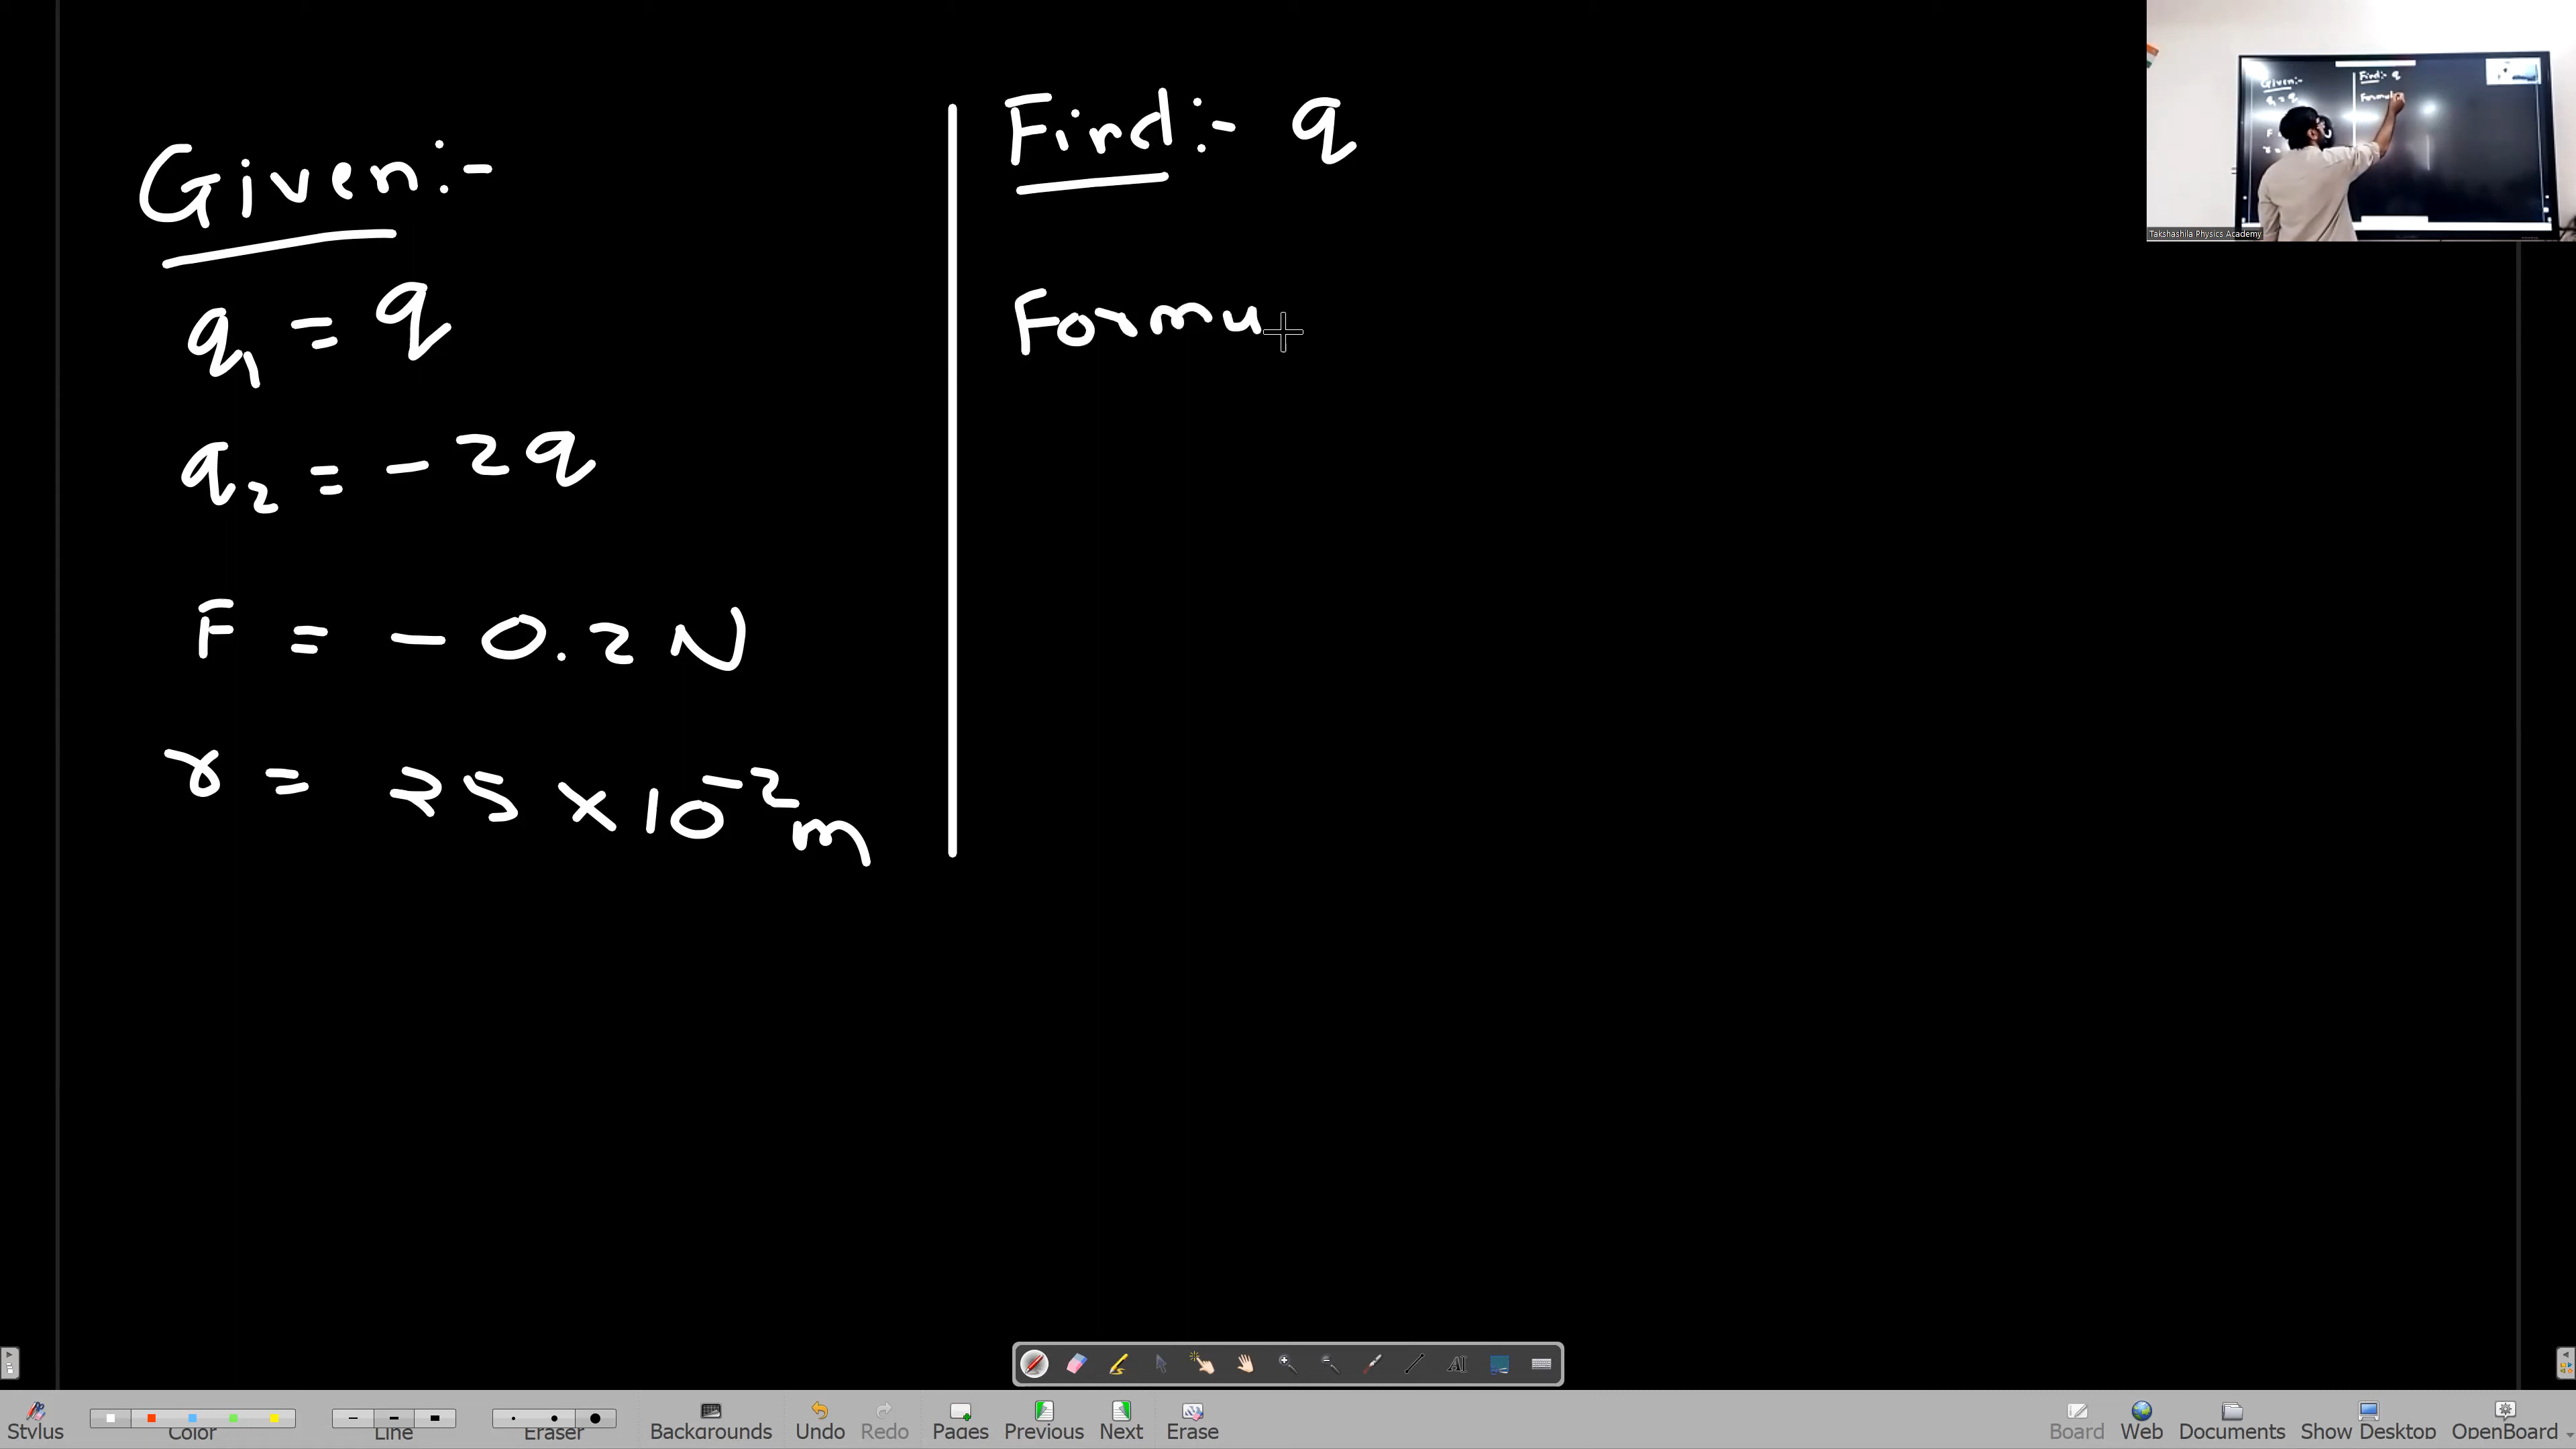 Given:-
q1 = q
q2 = - 2q
F = - 0.2 N
r = 25 × 10⁻² m
Find:- q
Formu
Takshashila Physics Academy
Stylus
Color
Line
Eraser
Backgrounds
Undo
Redo
Pages
Previous
Next
Erase
Board
Web
Documents
Show Desktop
OpenBoard